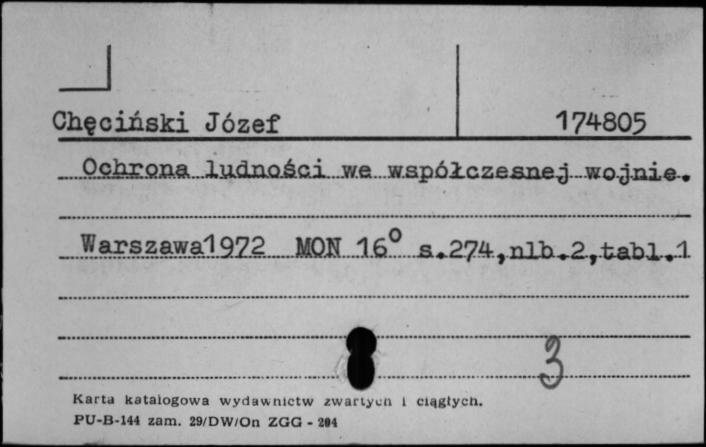 Chęciński Józef 174805
Ochrona ludności we współczesnej wojnie.
Warszawa1972 MON 16° s.274,nlb.2,tabl.1
3
Karta katalogowa wydawnictw zwartych i ciągłych.
PU-B-144 zam. 29/DW/On ZGG - 204